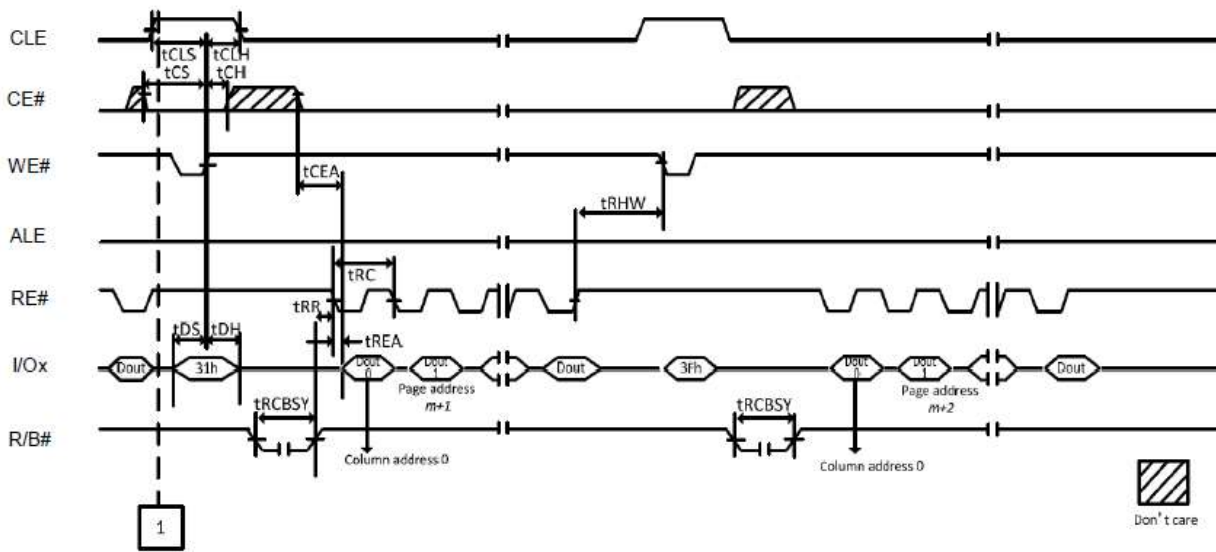 CLE
tCLS tCLH
tCS tCH
CE#
WE#
tCEA
tRHW
ALE
tRC
RE#
tRR
tDS tDH
tREA
I/Ox
Dout 31h Dout 0 Dout 1 Dout 3Fh Dout 0 Dout 1 Dout
Page address
m+1
Page address
m+2
tRCBSY tRCBSY
R/B#
Column address 0 Column address 0
1
Don't care